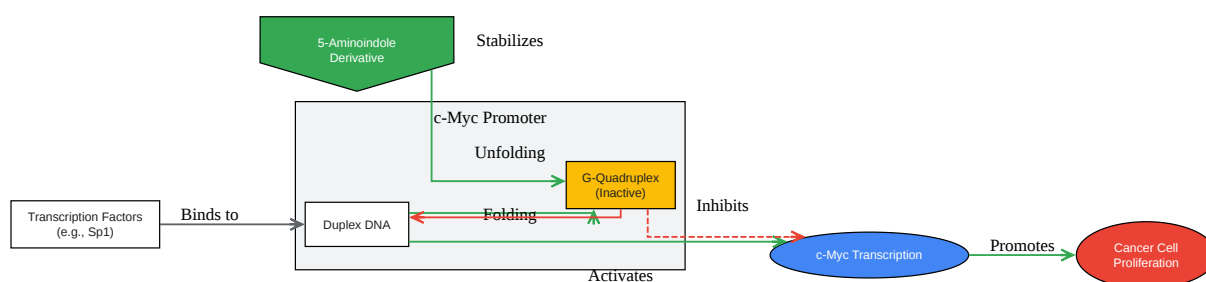 5-Aminoindole
Derivative
Stabilizes
c-Myc Promoter
Unfolding
G-Quadruplex
(Inactive)
Transcription Factors
(e.g., Sp1)
Binds to
Duplex DNA
Folding
Inhibits
c-Myc Transcription
Promotes
Cancer Cell
Proliferation
Activates